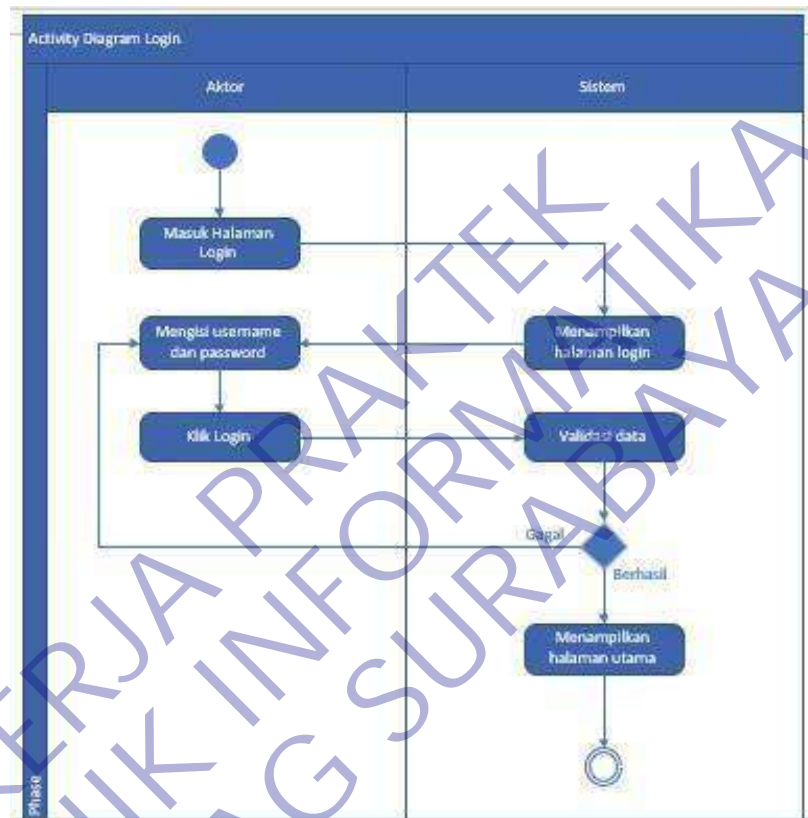 Activity Diagram Login
Aktor
Sistem
Masuk Halaman
Login
Mengisi username
dan password
Menampilkan
halaman login
Klik Login
Validasi data
Gagal
Berhasil
Menampilkan
halaman utama
Phase
KERJA PRAKTEK
INFORMATIKA
SURABAYA